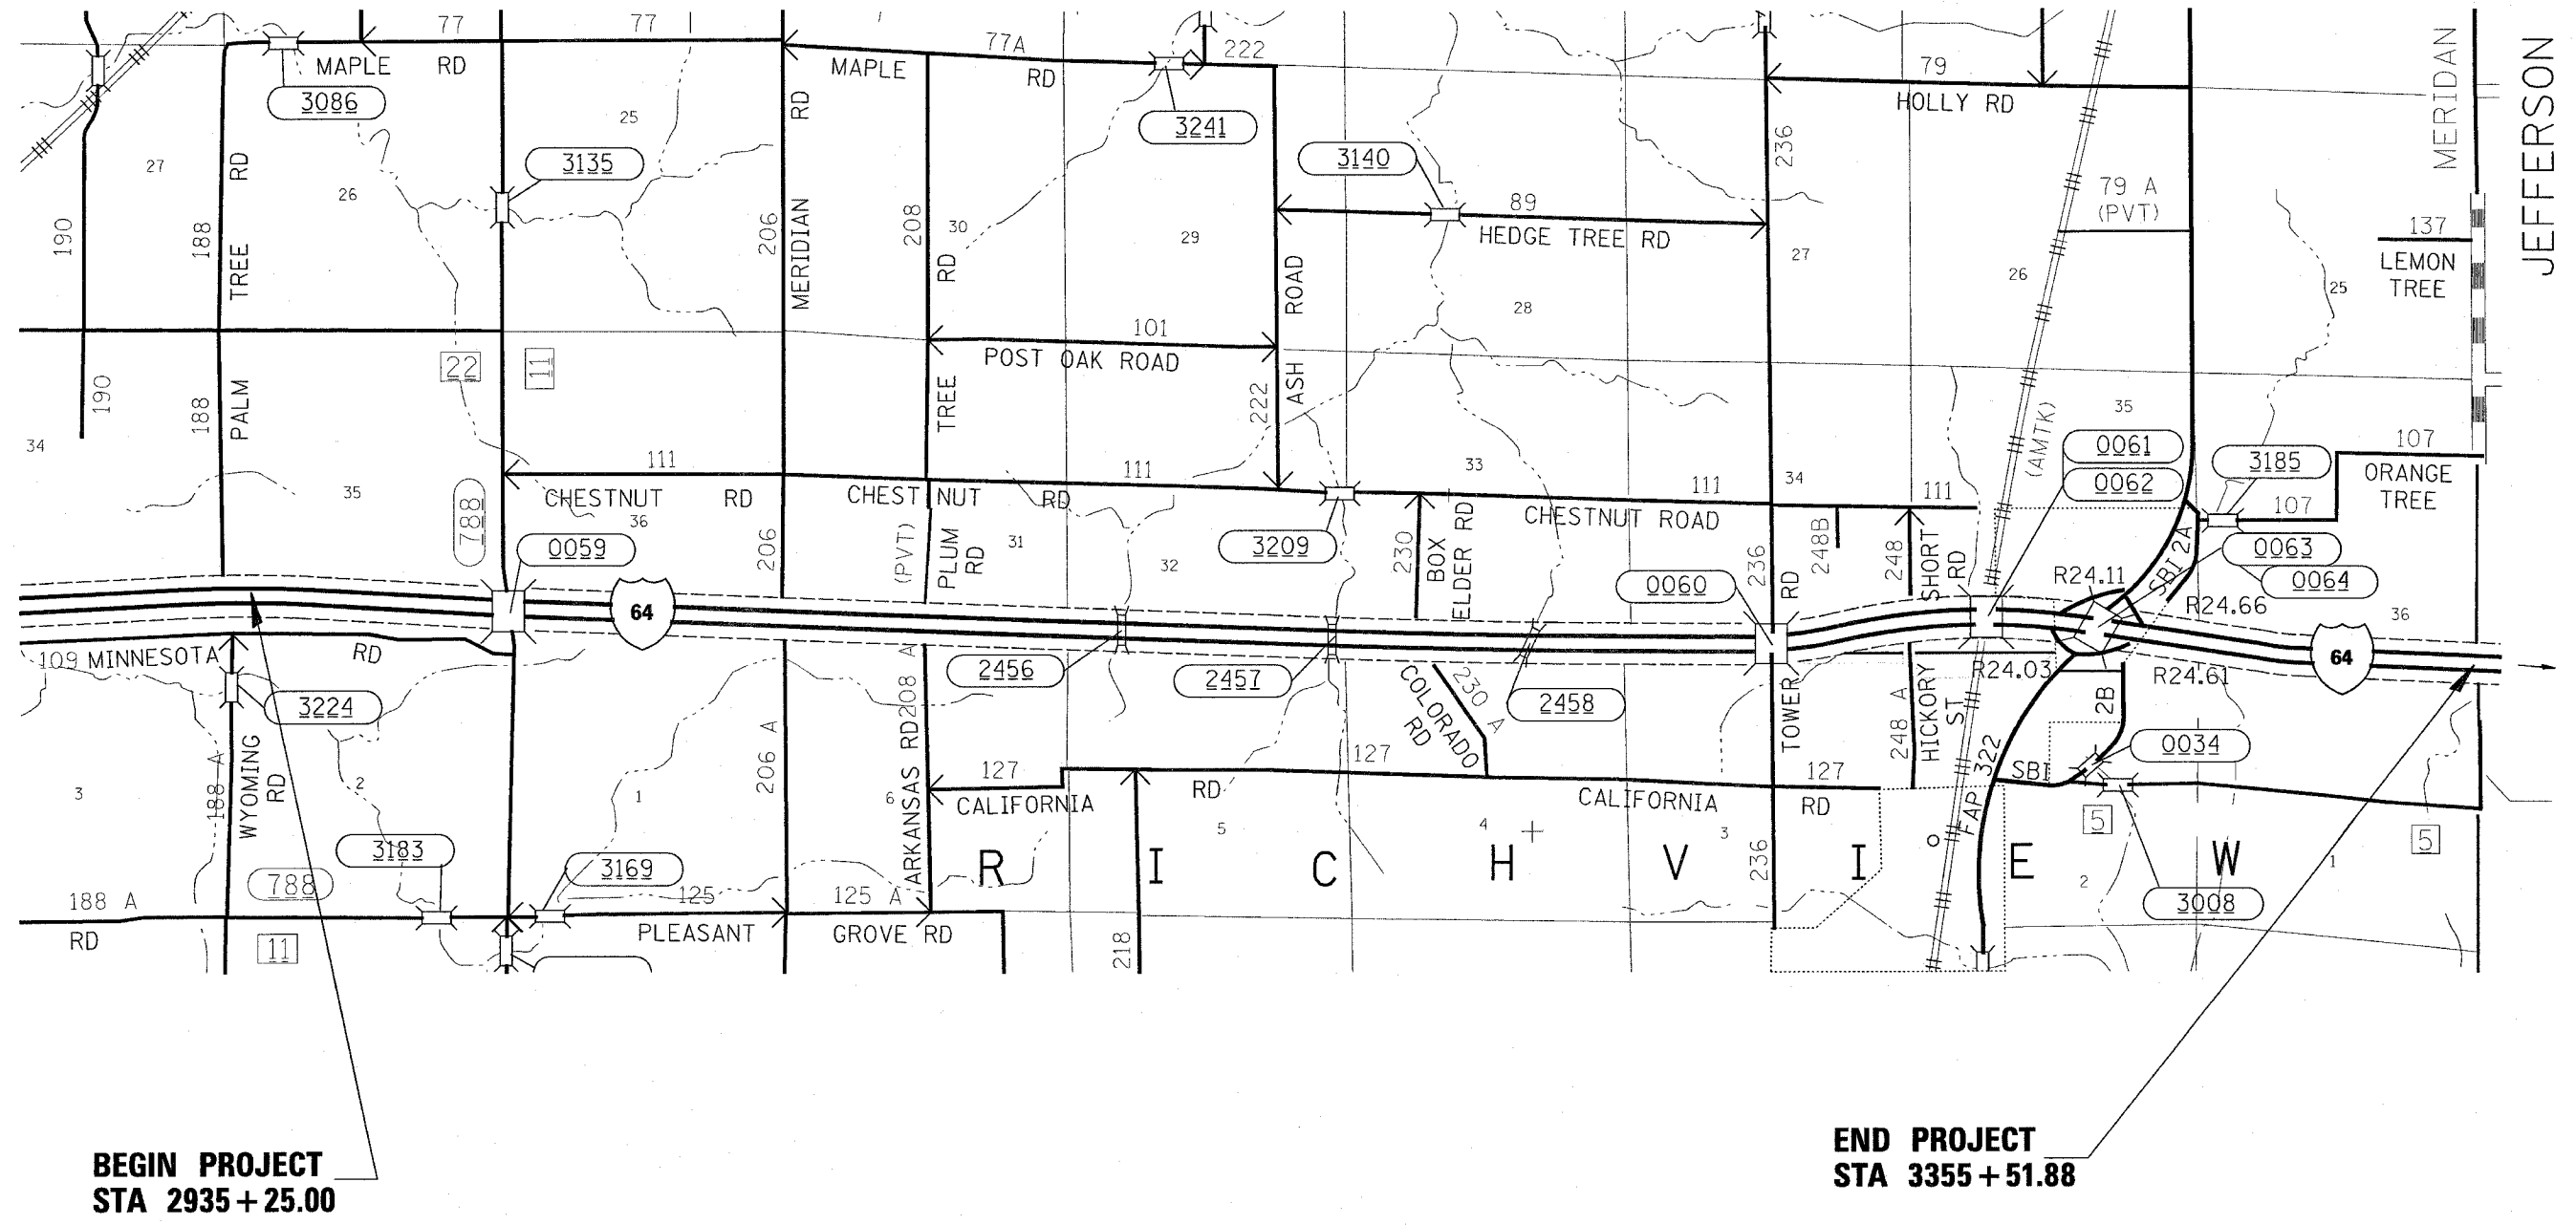 77
77
MAPLE RD
77A
MAPLE RD
222
79
HOLLY RD
MERIDAN
JEFFERSON
3086
3241
3135
3140
25
27
26
RD
236
190
188
TREE RD
206
MERIDIAN RD
208
30
29
89
HEDGE TREE RD
27
26
79 A
(PVT)
137
LEMON
TREE
25
28
101
POST OAK ROAD
ASH ROAD
222
22
11
190
188
PALM
TREE RD
34
35
(AMTK)
35
0061
0062
3185
107
ORANGE
TREE
107
111
CHESTNUT RD
111
CHEST NUT RD
33
111
CHESTNUT ROAD
34
111
788
36
0059
206
(PVT)
PLUM
RD
31
32
3209
230
BOX
ELDER RD
0060
236
RD
248B
248
SHORT
RD
SBI 2A
0063
0064
R24.11
R24.66
36
64
64
109 MINNESOTA RD
3224
2456
2457
2458
230 A
COLORADO
RD
TOWER
248 A
HICKORY
ST
R24.03
R24.61
2B
0034
SBI
FAP 322
188 A
WYOMING
RD
206 A
ARKANSAS RD
208 A
3
2
1
6
127
CALIFORNIA RD
127
CALIFORNIA RD
127
5
4
3
5
5
2
1
3183
3169
788
188 A
RD
11
125
PLEASANT
125 A
GROVE RD
218
236
3008
R I C H V I E W
BEGIN PROJECT
STA 2935+25.00
END PROJECT
STA 3355+51.88